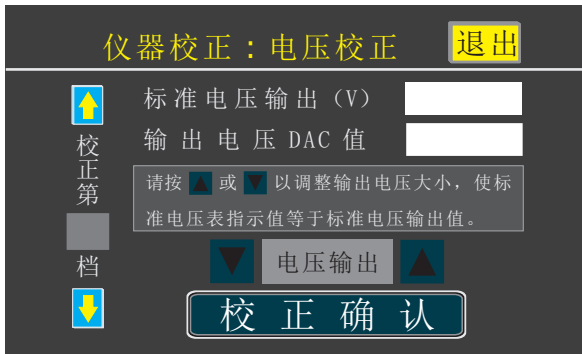 仪器校正：电压校正
退出
校正第
档
标准电压输出（V）
输出电压 DAC 值
请按 ▲ 或 ▼ 以调整输出电压大小，使标
准电压表指示值等于标准电压输出值。
电压输出
校正确认